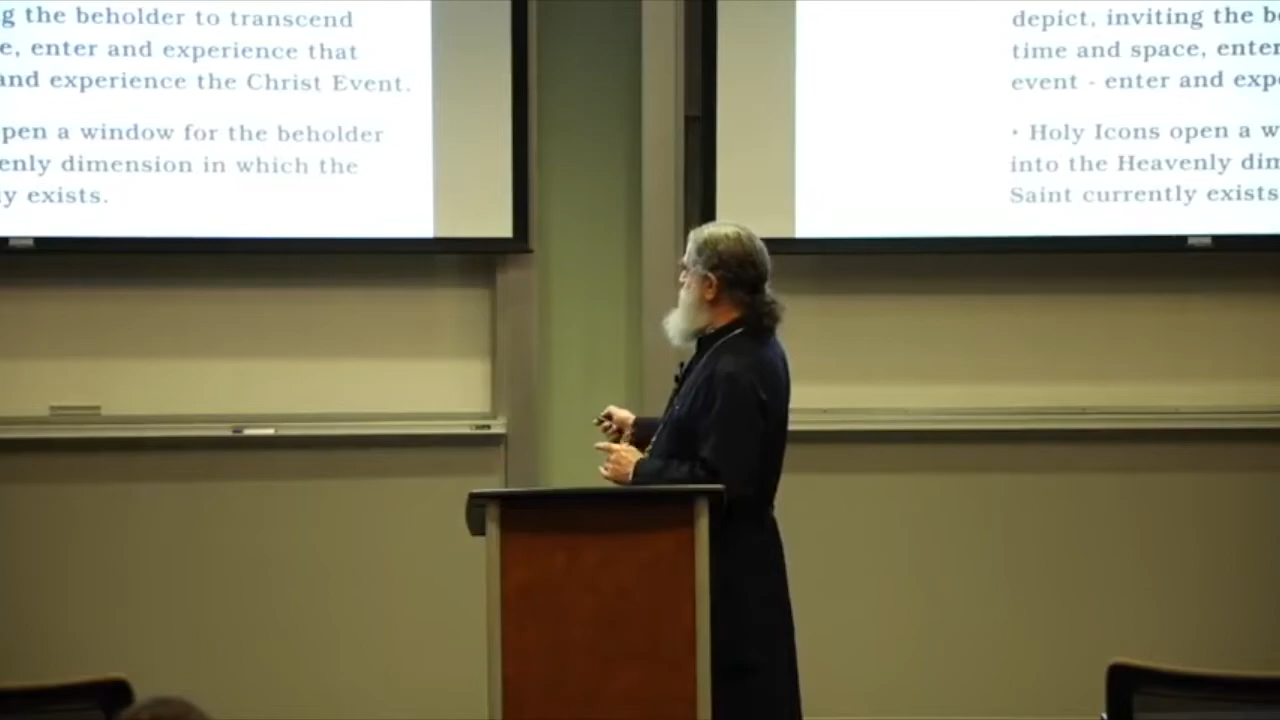 g the beholder to transcend
e, enter and experience that
and experience the Christ Event.
pen a window for the beholder
enly dimension in which the
y exists.
depict, inviting the b
time and space, enter
event - enter and exp
• Holy Icons open a w
into the Heavenly dim
Saint currently exists